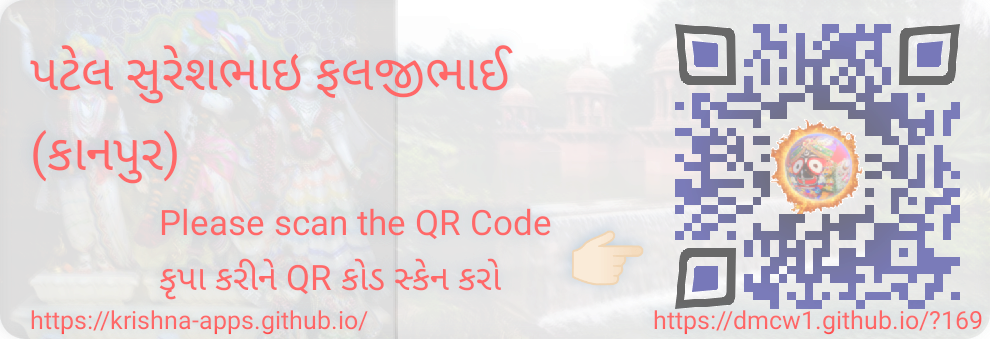 પટેલ સુરેશભાઇ ફલજીભાઈ
(કાનપુર)
Please scan the QR Code
કૃપા કરીને QR કોડ સ્કેન કરો
https://krishna-apps.github.io/
https://dmcw1.github.io/?169